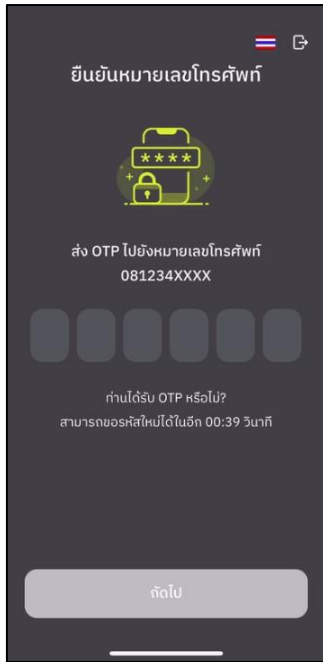 ยืนยันหมายเลขโทรศัพท์
****
ส่ง OTP ไปยังหมายเลขโทรศัพท์
081234XXXX
ท่านได้รับ OTP หรือไม่?
สามารถขอรหัสใหม่ได้ในอีก 00:39 วินาที
ถัดไป